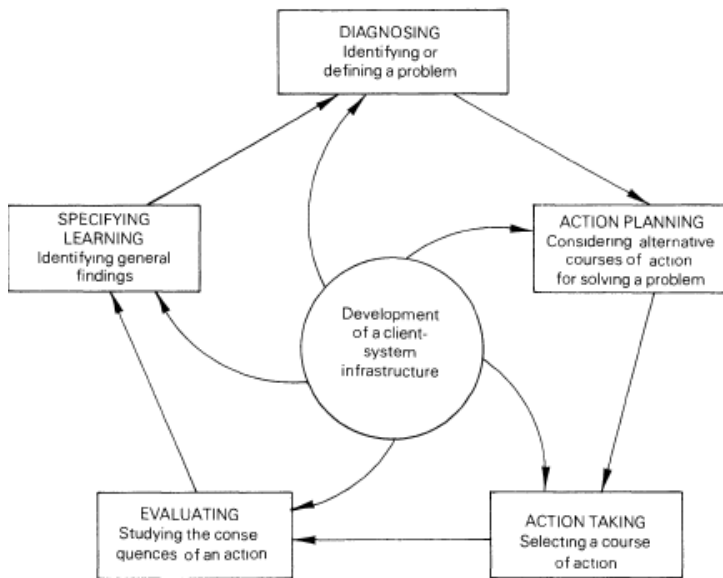 DIAGNOSING
Identifying or
defining a problem
SPECIFYING
LEARNING
Identifying general
findings
ACTION PLANNING
Considering alternative
courses of action
for solving a problem
Development
of a client-
system
infrastructure
EVALUATING
Studying the conse
quences of an action
ACTION TAKING
Selecting a course
of action